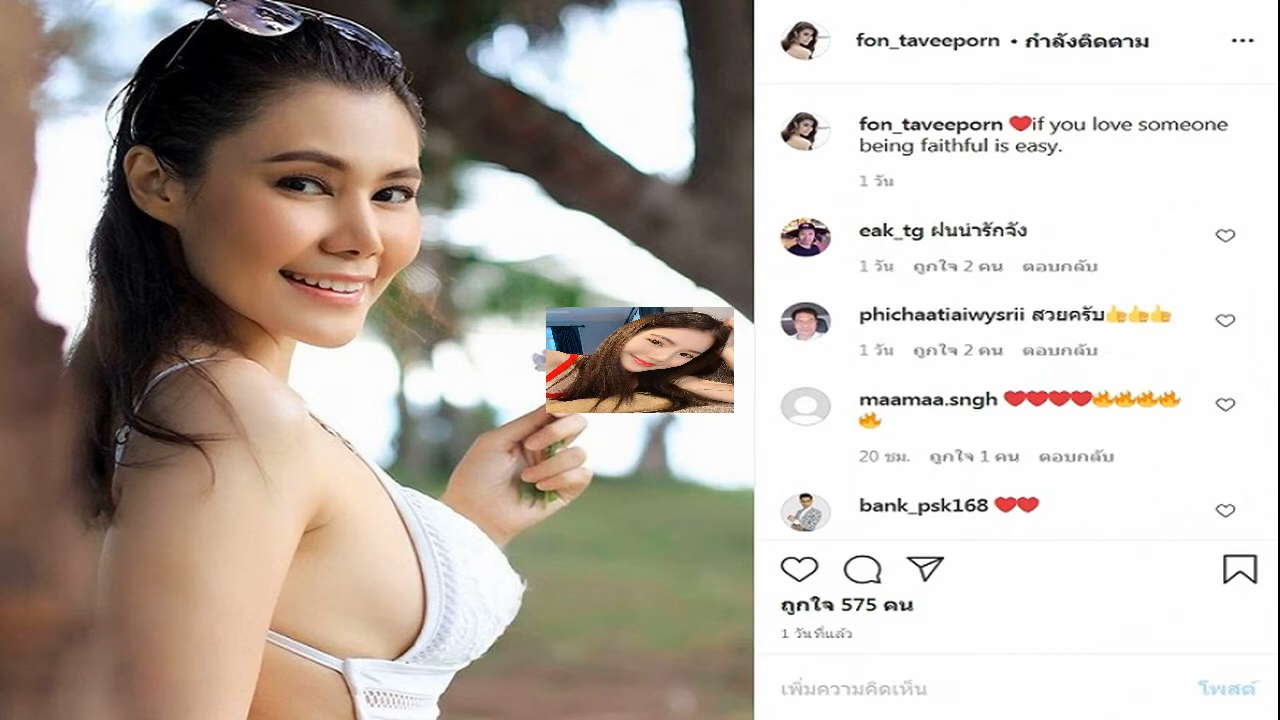 fon_taveeporn • กำลังติดตาม
fon_taveeporn ❤️if you love someone
being faithful is easy.
1 วัน
eak_tg ฝนน่ารักจัง
1 วัน ถูกใจ 2 คน ตอบกลับ
phichaatiaiwysrii สวยครับ👍👍👍
1 วัน ถูกใจ 2 คน ตอบกลับ
maamaa.sngh ❤️❤️❤️❤️🔥🔥🔥🔥
🔥
20 ชม. ถูกใจ 1 คน ตอบกลับ
bank_psk168 ❤️❤️
ถูกใจ 575 คน
1 วันที่แล้ว
เพิ่มความคิดเห็น โพสต์